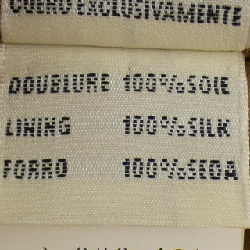 CUERO EXCLUSIVAMENTE
DOUBLURE 100%SOIE
LINING 100%SILK
FORRO 100%SEDA